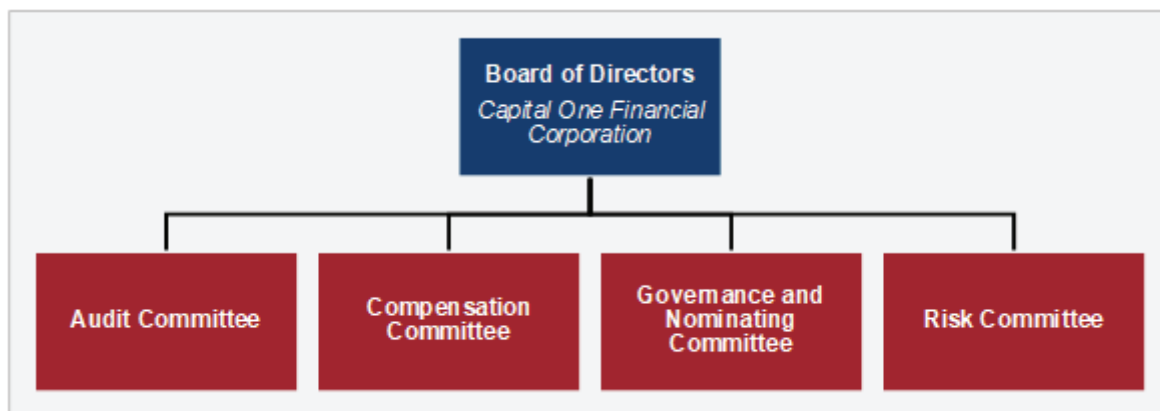 Board of Directors
Capital One Financial
Corporation
Audit Committee
Compensation
Committee
Governance and
Nominating
Committee
Risk Committee